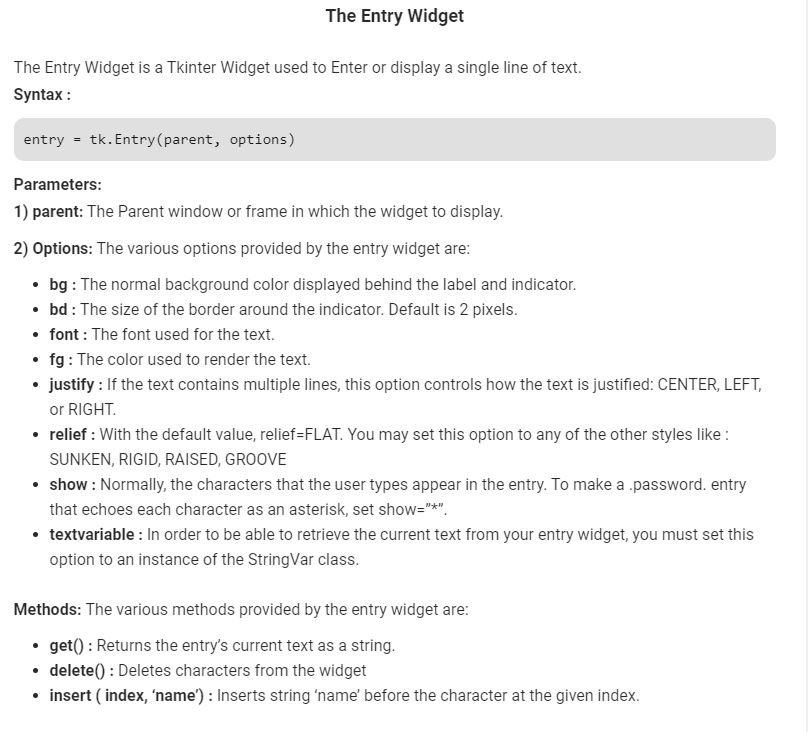 The Entry Widget
The Entry Widget is a Tkinter Widget used to Enter or display a single line of text.
Syntax :
entry = tk.Entry(parent, options)
Parameters:
1) parent: The Parent window or frame in which the widget to display.
2) Options: The various options provided by the entry widget are:
• bg : The normal background color displayed behind the label and indicator.
• bd : The size of the border around the indicator. Default is 2 pixels.
• font : The font used for the text.
• fg : The color used to render the text.
• justify : If the text contains multiple lines, this option controls how the text is justified: CENTER, LEFT,
or RIGHT.
• relief : With the default value, relief=FLAT. You may set this option to any of the other styles like :
SUNKEN, RIGID, RAISED, GROOVE
• show : Normally, the characters that the user types appear in the entry. To make a .password. entry
that echoes each character as an asterisk, set show=”*”.
• textvariable : In order to be able to retrieve the current text from your entry widget, you must set this
option to an instance of the StringVar class.
Methods: The various methods provided by the entry widget are:
• get() : Returns the entry’s current text as a string.
• delete() : Deletes characters from the widget
• insert ( index, ‘name’) : Inserts string ‘name’ before the character at the given index.